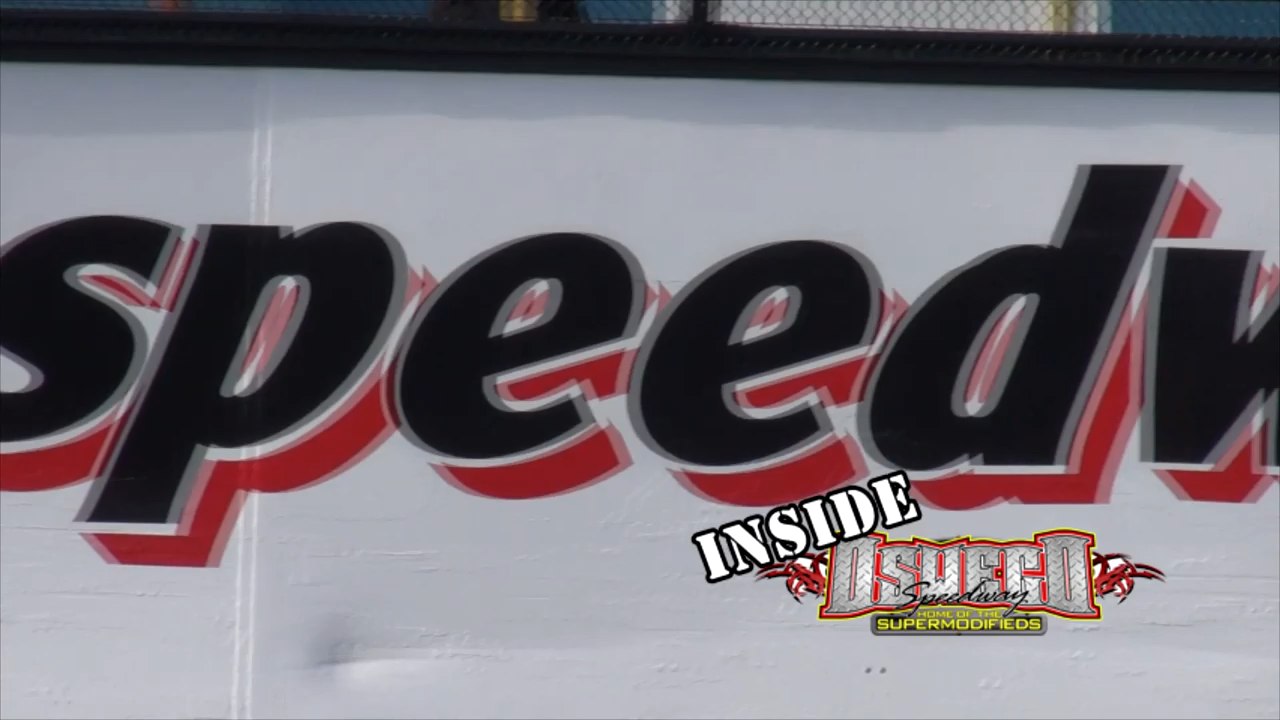 speedw
INSIDE
OSWEGO
Speedway
HOME OF THE
SUPERMODIFIEDS